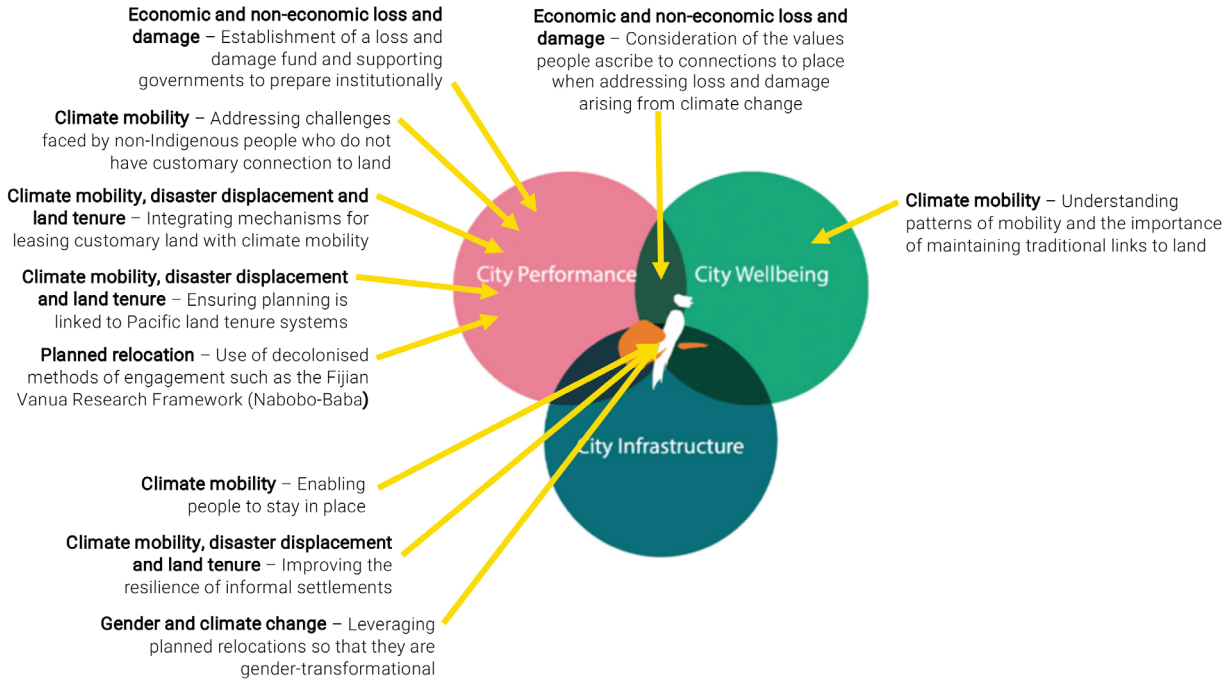 Economic and non-economic loss and
damage – Establishment of a loss and
damage fund and supporting
governments to prepare institutionally
Economic and non-economic loss and
damage – Consideration of the values
people ascribe to connections to place
when addressing loss and damage
arising from climate change
Climate mobility – Addressing challenges
faced by non-Indigenous people who do not
have customary connection to land
Climate mobility, disaster displacement and
land tenure – Integrating mechanisms for
leasing customary land with climate mobility
Climate mobility – Understanding
patterns of mobility and the importance
of maintaining traditional links to land
Climate mobility, disaster displacement
and land tenure – Ensuring planning is
linked to Pacific land tenure systems
City Performance
City Wellbeing
Planned relocation – Use of decolonised
methods of engagement such as the Fijian
Vanua Research Framework (Nabobo-Baba)
City Infrastructure
Climate mobility – Enabling
people to stay in place
Climate mobility, disaster displacement
and land tenure – Improving the
resilience of informal settlements
Gender and climate change – Leveraging
planned relocations so that they are
gender-transformational